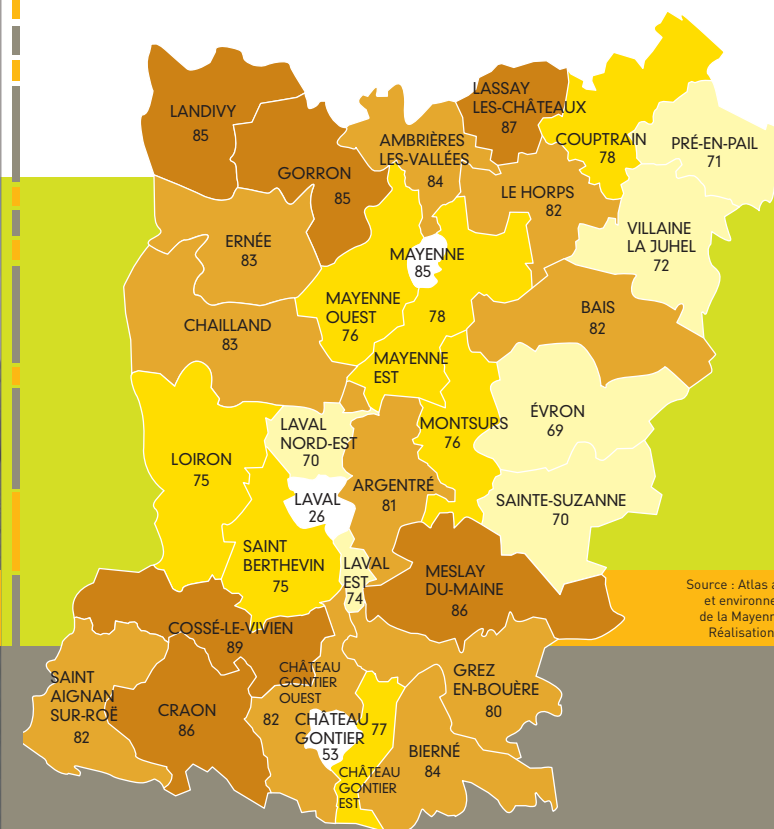 LANDIVY
85
GORRON
85
AMBRIÈRES
LES-VALLÉES
84
LASSAY
LES-CHÂTEAUX
87
COUPTRAIN
78
PRÉ-EN-PAIL
71
LE HORPS
82
VILLAINE
LA JUHEL
72
ERNÉE
83
MAYENNE
85
MAYENNE
OUEST
76
78
MAYENNE
EST
BAIS
82
CHAILLAND
83
LAVAL
NORD-EST
70
MONTSURS
76
ÉVRON
69
LOIRON
75
LAVAL
26
ARGENTRÉ
81
SAINTE-SUZANNE
70
SAINT
BERTHEVIN
75
LAVAL
EST
74
MESLAY
DU-MAINE
86
Source : Atlas
et environne
de la Mayenn
Réalisation
COSSÉ-LE-VIVIEN
89
SAINT
AIGNAN
SUR-ROË
82
CRAON
86
CHÂTEAU
GONTIER
OUEST
82
CHÂTEAU
GONTIER
53
77
CHÂTEAU
GONTIER
EST
GREZ
EN-BOUÈRE
80
BIERNÉ
84